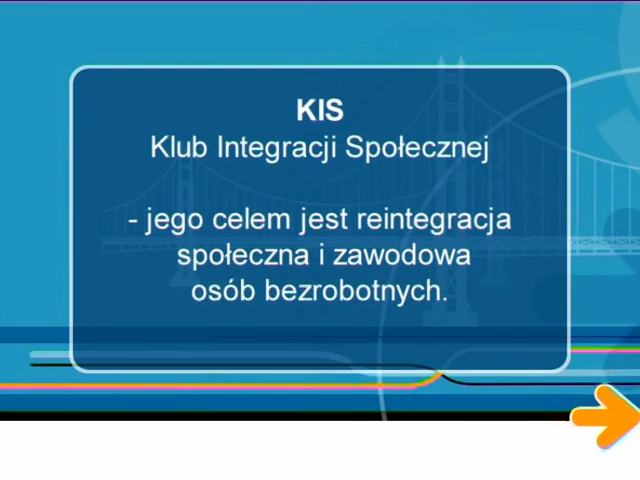 KIS
Klub Integracji Społecznej
- jego celem jest reintegracja
społeczna i zawodowa
osób bezrobotnych.